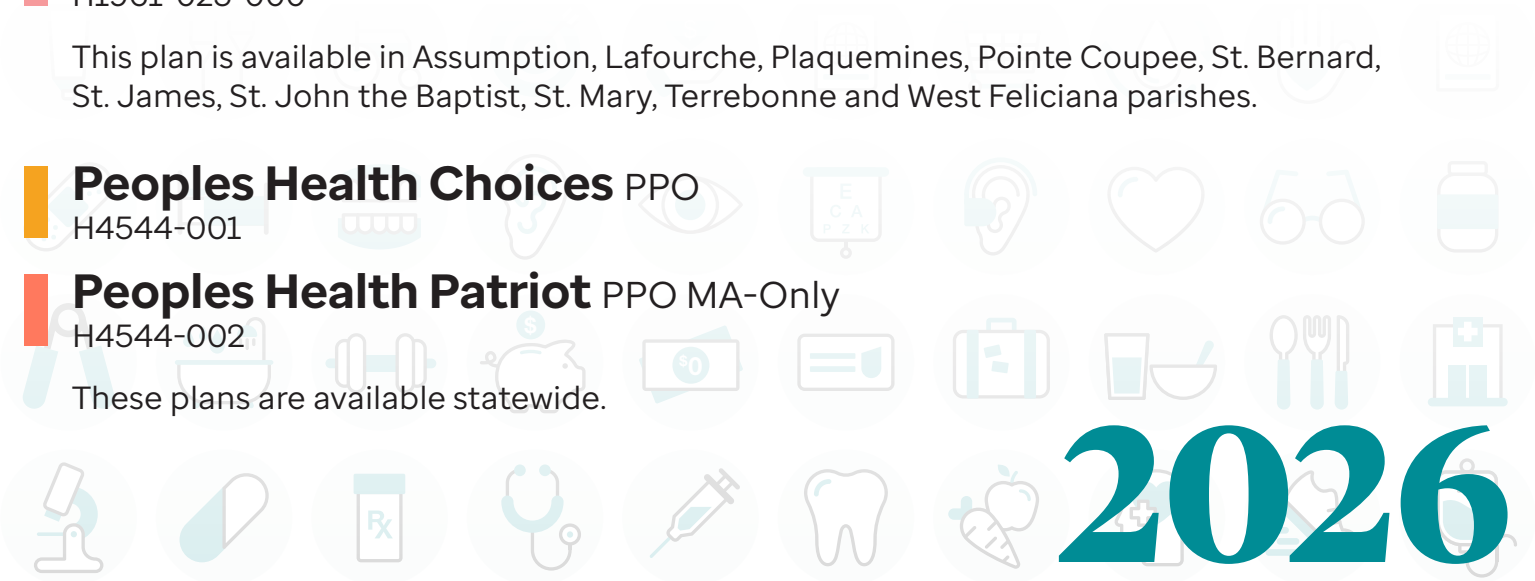 This plan is available in Assumption, Lafourche, Plaquemines, Pointe Coupee, St. Bernard,
St. James, St. John the Baptist, St. Mary, Terrebonne and West Feliciana parishes.
Peoples Health Choices PPO
H4544-001
E
C A
P Z K
Peoples Health Patriot PPO MA-Only
H4544-002
$
$0
These plans are available statewide.
2026
Rx